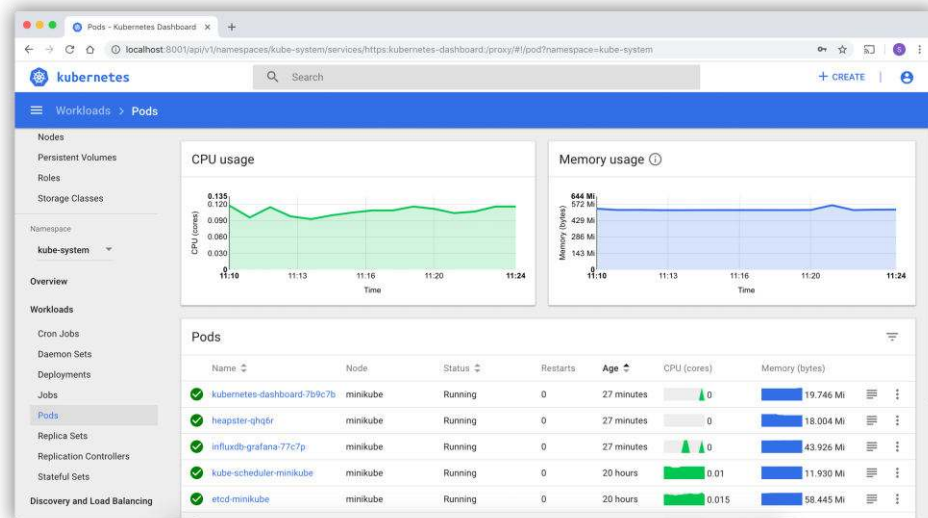 Pods - Kubernetes Dashboard
localhost:8001/api/v1/namespaces/kube-system/services/https:kubernetes-dashboard:/proxy/#!/pod?namespace=kube-system
S
kubernetes
Search
+ CREATE
Workloads > Pods
Nodes
Persistent Volumes
Roles
Storage Classes
Namespace
kube-system
Overview
Workloads
Cron Jobs
Daemon Sets
Deployments
Jobs
Pods
Replica Sets
Replication Controllers
Stateful Sets
Discovery and Load Balancing
CPU usage
CPU (cores)
0.135
0.120
0.090
0.060
0.030
0
11:10 11:13 11:16 11:20 11:24
Time
Memory usage
Memory (bytes)
644 Mi
572 Mi
429 Mi
286 Mi
143 Mi
0
11:10 11:13 11:16 11:20 11:24
Time
Pods
Name Node Status Restarts Age CPU (cores) Memory (bytes)
kubernetes-dashboard-7b9c7b minikube Running 0 27 minutes 0 19.746 Mi
heapster-qhq6r minikube Running 0 27 minutes 0 18.004 Mi
influxdb-grafana-77c7p minikube Running 0 27 minutes 0 43.926 Mi
kube-scheduler-minikube minikube Running 0 20 hours 0.01 11.930 Mi
etcd-minikube minikube Running 0 20 hours 0.015 58.445 Mi